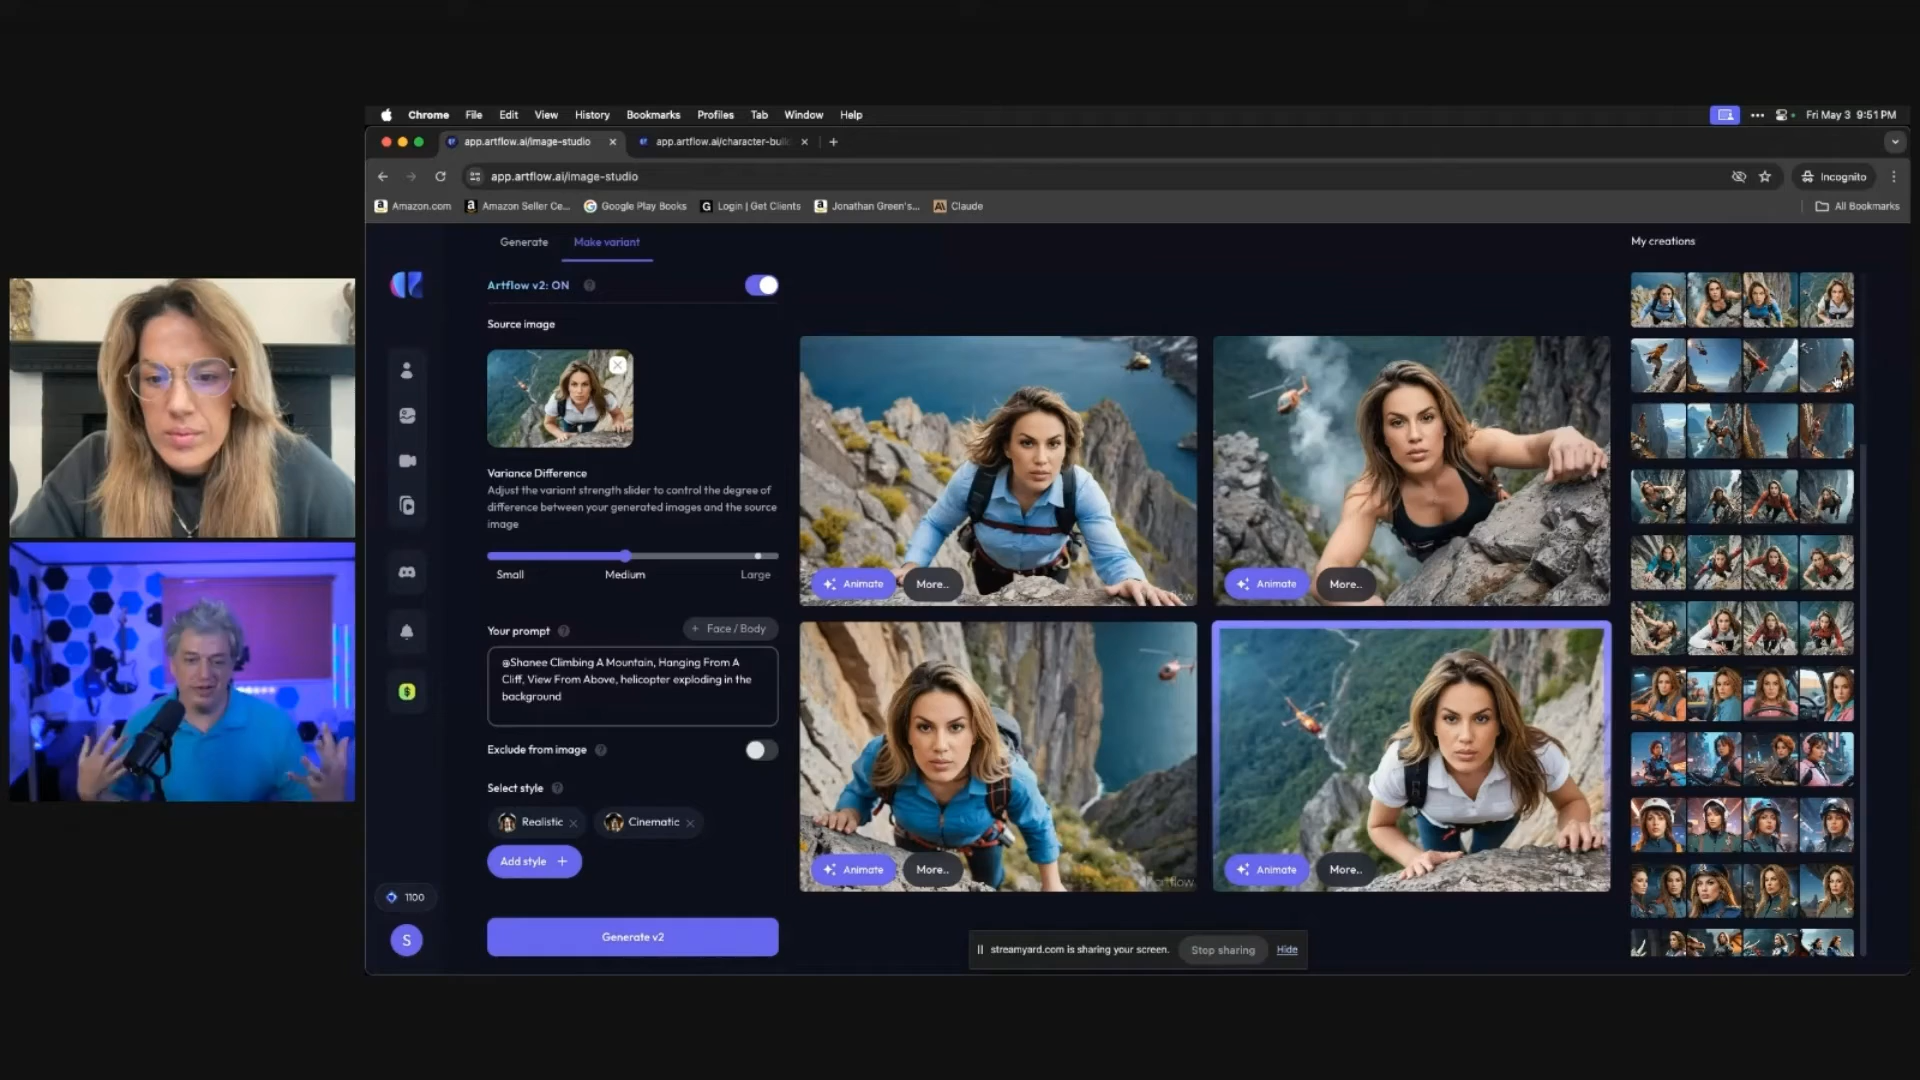 Chrome File Edit View History Bookmarks Profiles Tab Window Help
Fri May 3 9:51 PM
app.artflow.ai/image-studio
app.artflow.ai/character-buil
app.artflow.ai/image-studio
Incognito
Amazon.com
Amazon Seller Ce...
Google Play Books
Login | Get Clients
Jonathan Green's...
Claude
All Bookmarks
Generate
Make variant
My creations
Artflow v2: ON
Source image
Variance Difference
Adjust the variant strength slider to control the degree of
difference between your generated images and the source
image
Small
Medium
Large
Your prompt
+ Face / Body
@Shanee Climbing A Mountain, Hanging From A
Cliff, View From Above, helicopter exploding in the
background
Exclude from image
Select style
Realistic
Cinematic
Add style +
1100
S
Generate v2
Animate
More..
Animate
More..
Animate
More..
Animate
More..
streamyard.com is sharing your screen.
Stop sharing
Hide